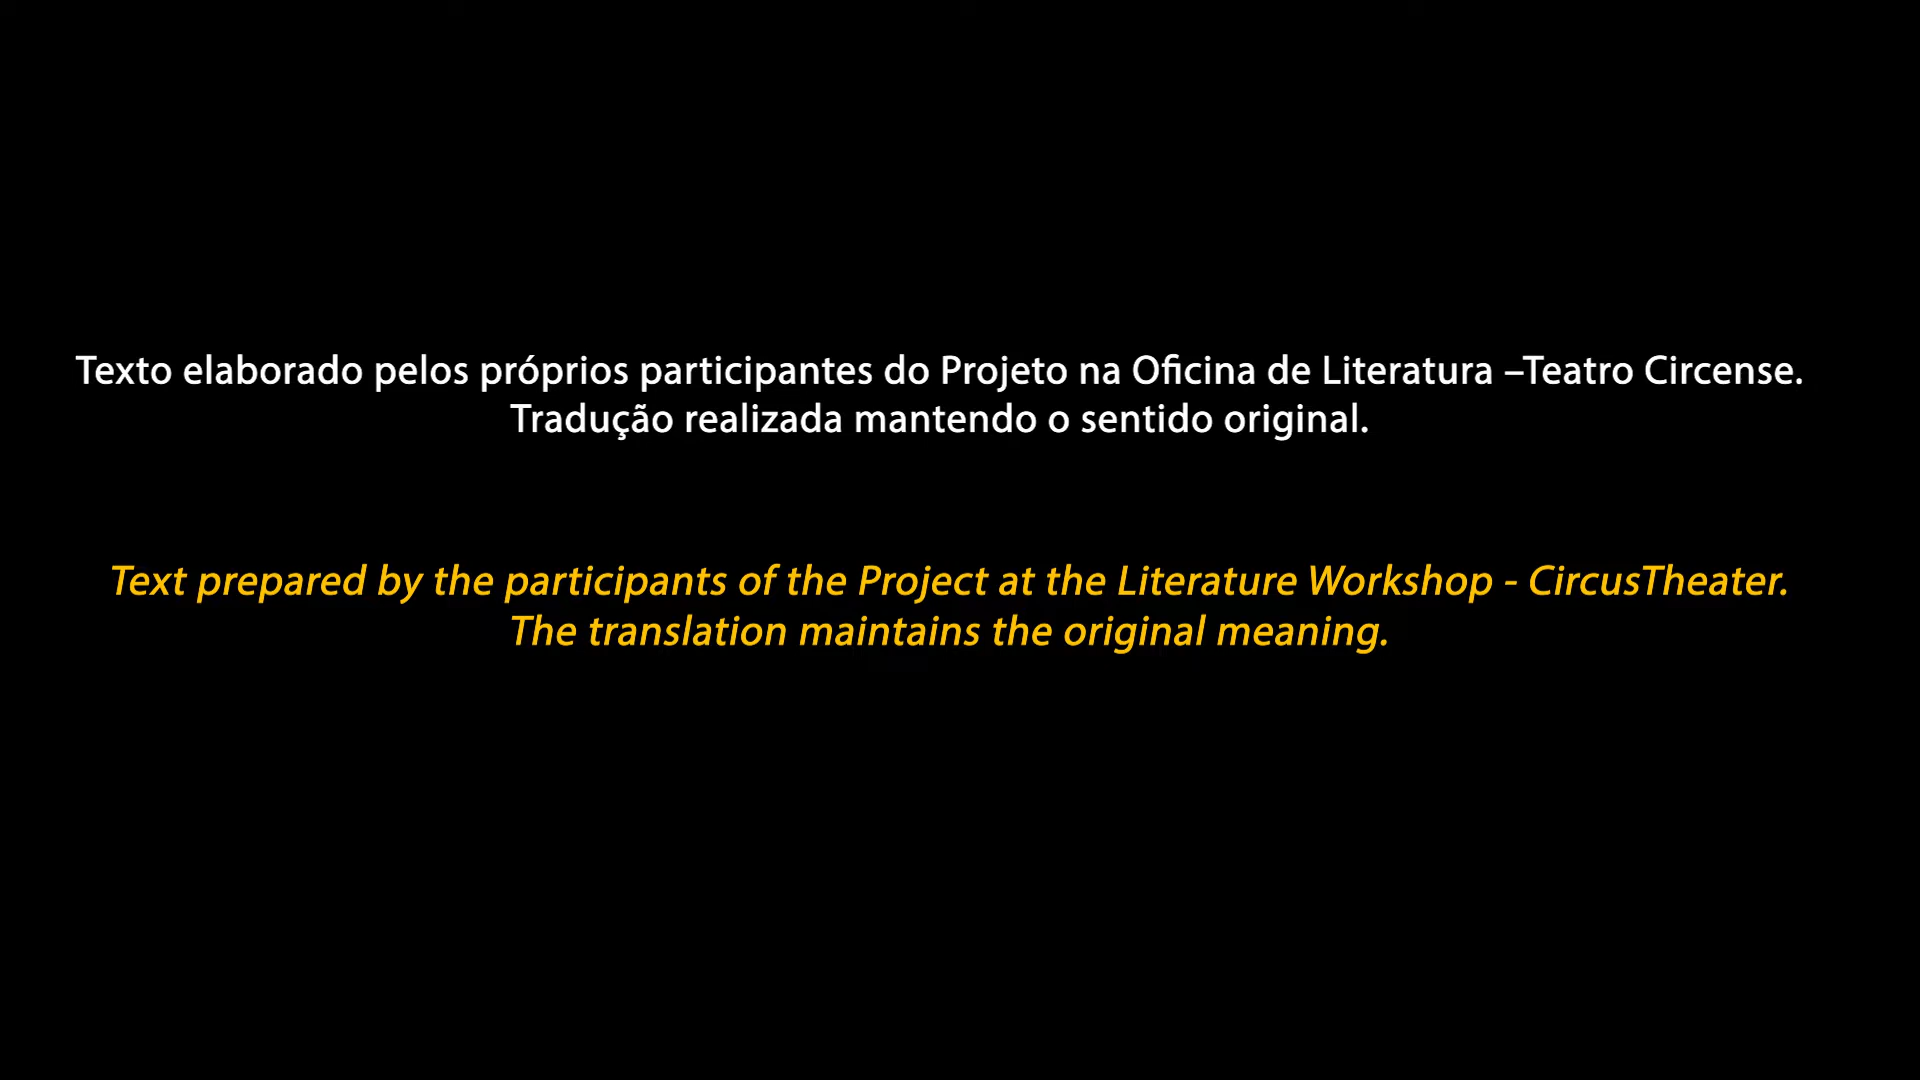 Texto elaborado pelos próprios participantes do Projeto na Oficina de Literatura –Teatro Circense.
Tradução realizada mantendo o sentido original.
Text prepared by the participants of the Project at the Literature Workshop - CircusTheater.
The translation maintains the original meaning.